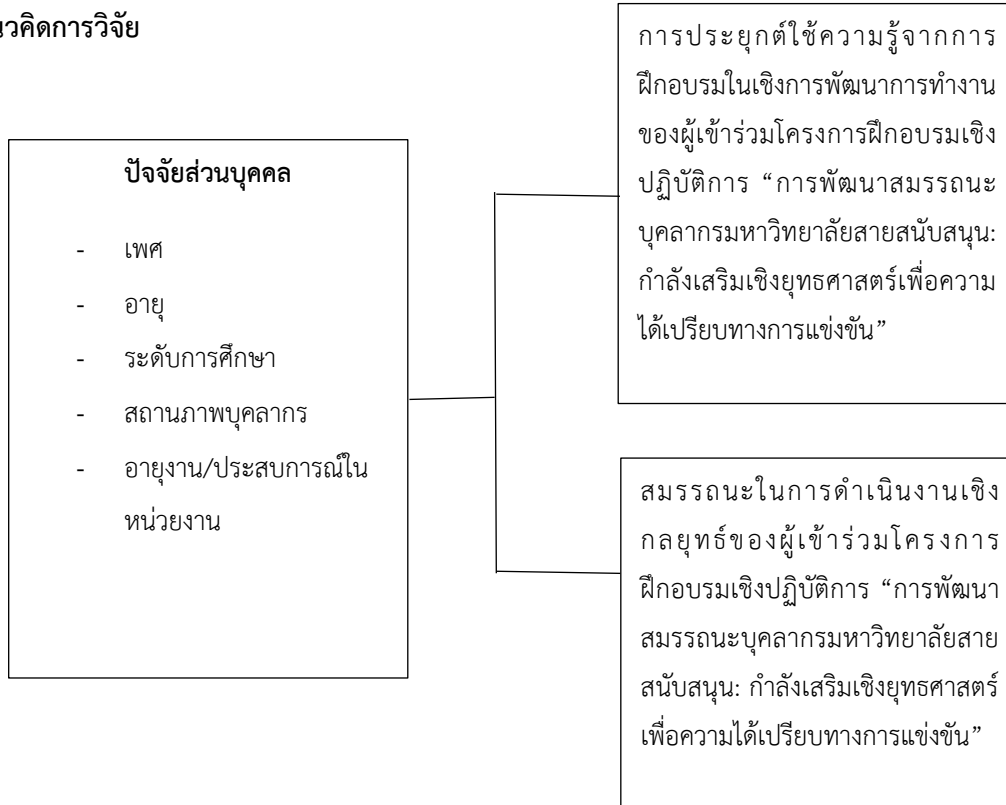 นวคิดการวิจัย
ปัจจัยส่วนบุคคล
- เพศ
- อายุ
- ระดับการศึกษา
- สถานภาพบุคลากร
- อายุงาน/ประสบการณ์ใน
หน่วยงาน
การประยุกต์ใช้ความรู้จากการ
ฝึกอบรมในเชิงการพัฒนาการทำงาน
ของผู้เข้าร่วมโครงการฝึกอบรมเชิง
ปฏิบัติการ “การพัฒนาสมรรถนะ
บุคลากรมหาวิทยาลัยสายสนับสนุน:
กำลังเสริมเชิงยุทธศาสตร์เพื่อความ
ได้เปรียบทางการแข่งขัน”
สมรรถนะในการดำเนินงานเชิง
กลยุทธ์ของผู้เข้าร่วมโครงการ
ฝึกอบรมเชิงปฏิบัติการ “การพัฒนา
สมรรถนะบุคลากรมหาวิทยาลัยสาย
สนับสนุน: กำลังเสริมเชิงยุทธศาสตร์
เพื่อความได้เปรียบทางการแข่งขัน”